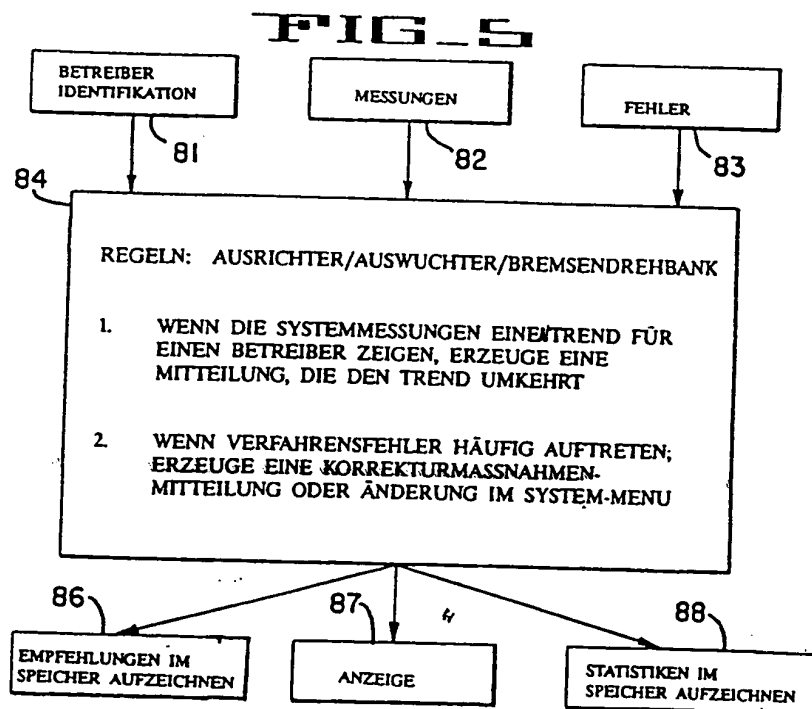 FIG_5
BETREIBER
IDENTIFIKATION
MESSUNGEN
FEHLER
81
82
83
84
REGELN: AUSRICHTER/AUSWUCHTER/BREMSENDREHBANK
1. WENN DIE SYSTEMMESSUNGEN EINEN TREND FÜR
EINEN BETREIBER ZEIGEN, ERZEUGE EINE
MITTEILUNG, DIE DEN TREND UMKEHRT
2. WENN VERFAHRENSFEHLER HÄUFIG AUFTRETEN;
ERZEUGE EINE KORREKTURMASSNAHMEN-
MITTEILUNG ODER ÄNDERUNG IM SYSTEM-MENU
86
87
88
EMPFEHLUNGEN IM
SPEICHER AUFZEICHNEN
ANZEIGE
STATISTIKEN IM
SPEICHER AUFZEICHNEN